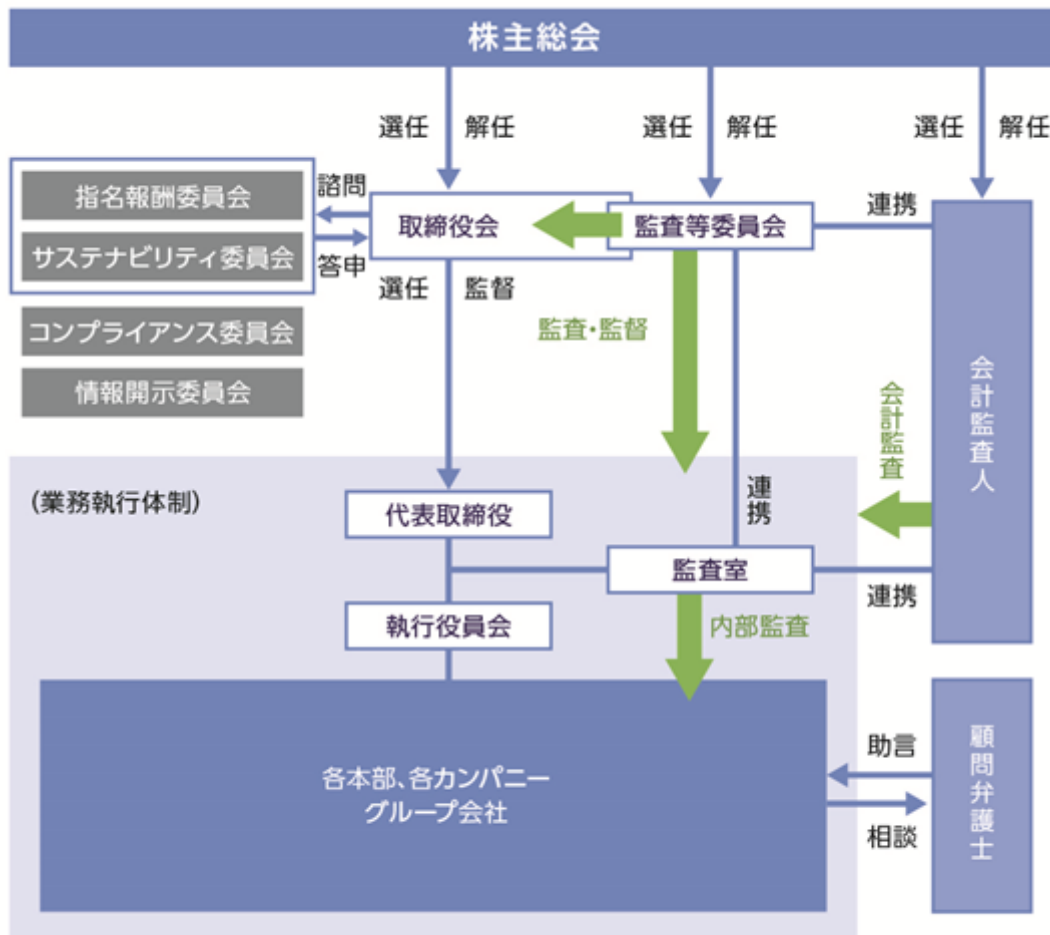 株主総会
選任
解任
選任
解任
選任
解任
指名報酬委員会
サステナビリティ委員会
諮問
答申
取締役会
監査等委員会
連携
選任
監督
コンプライアンス委員会
情報開示委員会
監査・監督
会計監査人
会計監査
(業務執行体制)
代表取締役
連携
監査室
連携
執行役員会
内部監査
各本部、各カンパニー
グループ会社
助言
相談
顧問弁護士